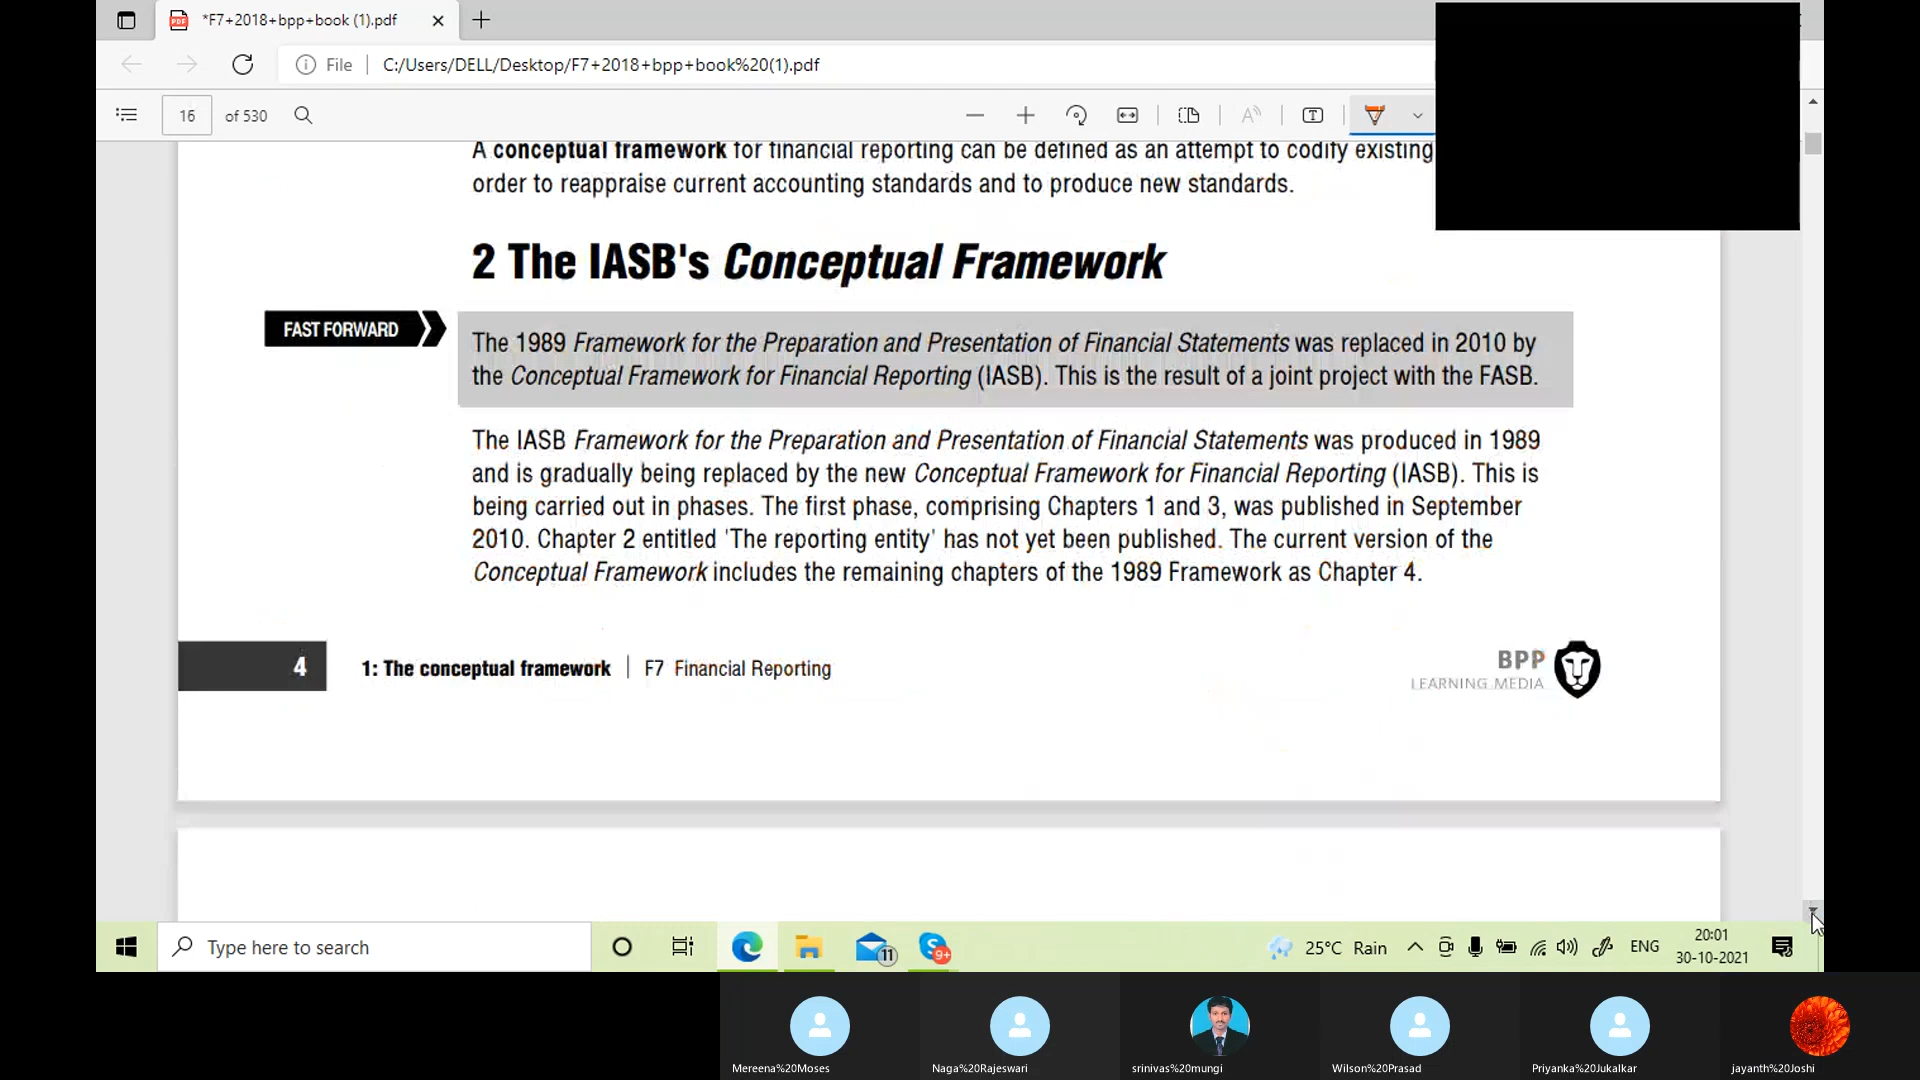 *F7+2018+bpp+book (1).pdf
File
C:/Users/DELL/Desktop/F7+2018+bpp+book%20(1).pdf
16 of 530
A conceptual framework for financial reporting can be defined as an attempt to codify existing
order to reappraise current accounting standards and to produce new standards.
2 The IASB's Conceptual Framework
FAST FORWARD
The 1989 Framework for the Preparation and Presentation of Financial Statements was replaced in 2010 by
the Conceptual Framework for Financial Reporting (IASB). This is the result of a joint project with the FASB.
The IASB Framework for the Preparation and Presentation of Financial Statements was produced in 1989
and is gradually being replaced by the new Conceptual Framework for Financial Reporting (IASB). This is
being carried out in phases. The first phase, comprising Chapters 1 and 3, was published in September
2010. Chapter 2 entitled 'The reporting entity' has not yet been published. The current version of the
Conceptual Framework includes the remaining chapters of the 1989 Framework as Chapter 4.
4
1: The conceptual framework | F7 Financial Reporting
BPP
LEARNING MEDIA
Type here to search
11
9+
25°C Rain
ENG
20:01
30-10-2021
Mereena%20Moses
Naga%20Rajeswari
srinivas%20mungi
Wilson%20Prasad
Priyanka%20Jukalkar
jayanth%20Joshi